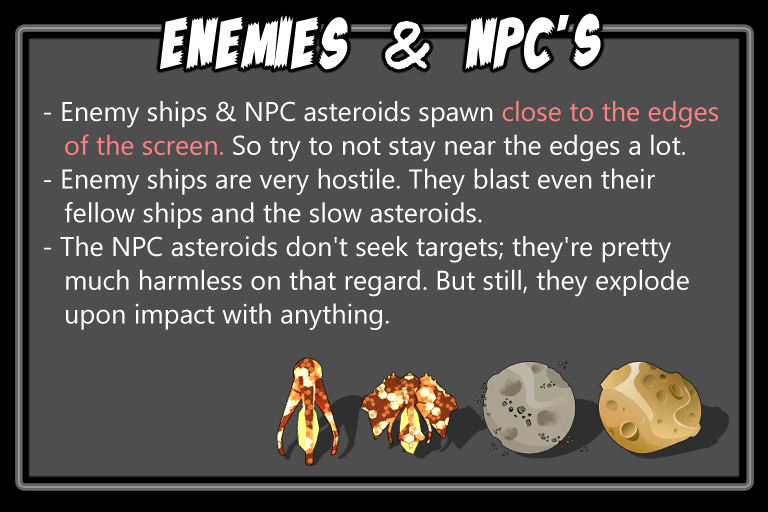 ENEMIES & NPC'S
- Enemy ships & NPC asteroids spawn close to the edges
of the screen. So try to not stay near the edges a lot.
- Enemy ships are very hostile. They blast even their
fellow ships and the slow asteroids.
- The NPC asteroids don't seek targets; they're pretty
much harmless on that regard. But still, they explode
upon impact with anything.